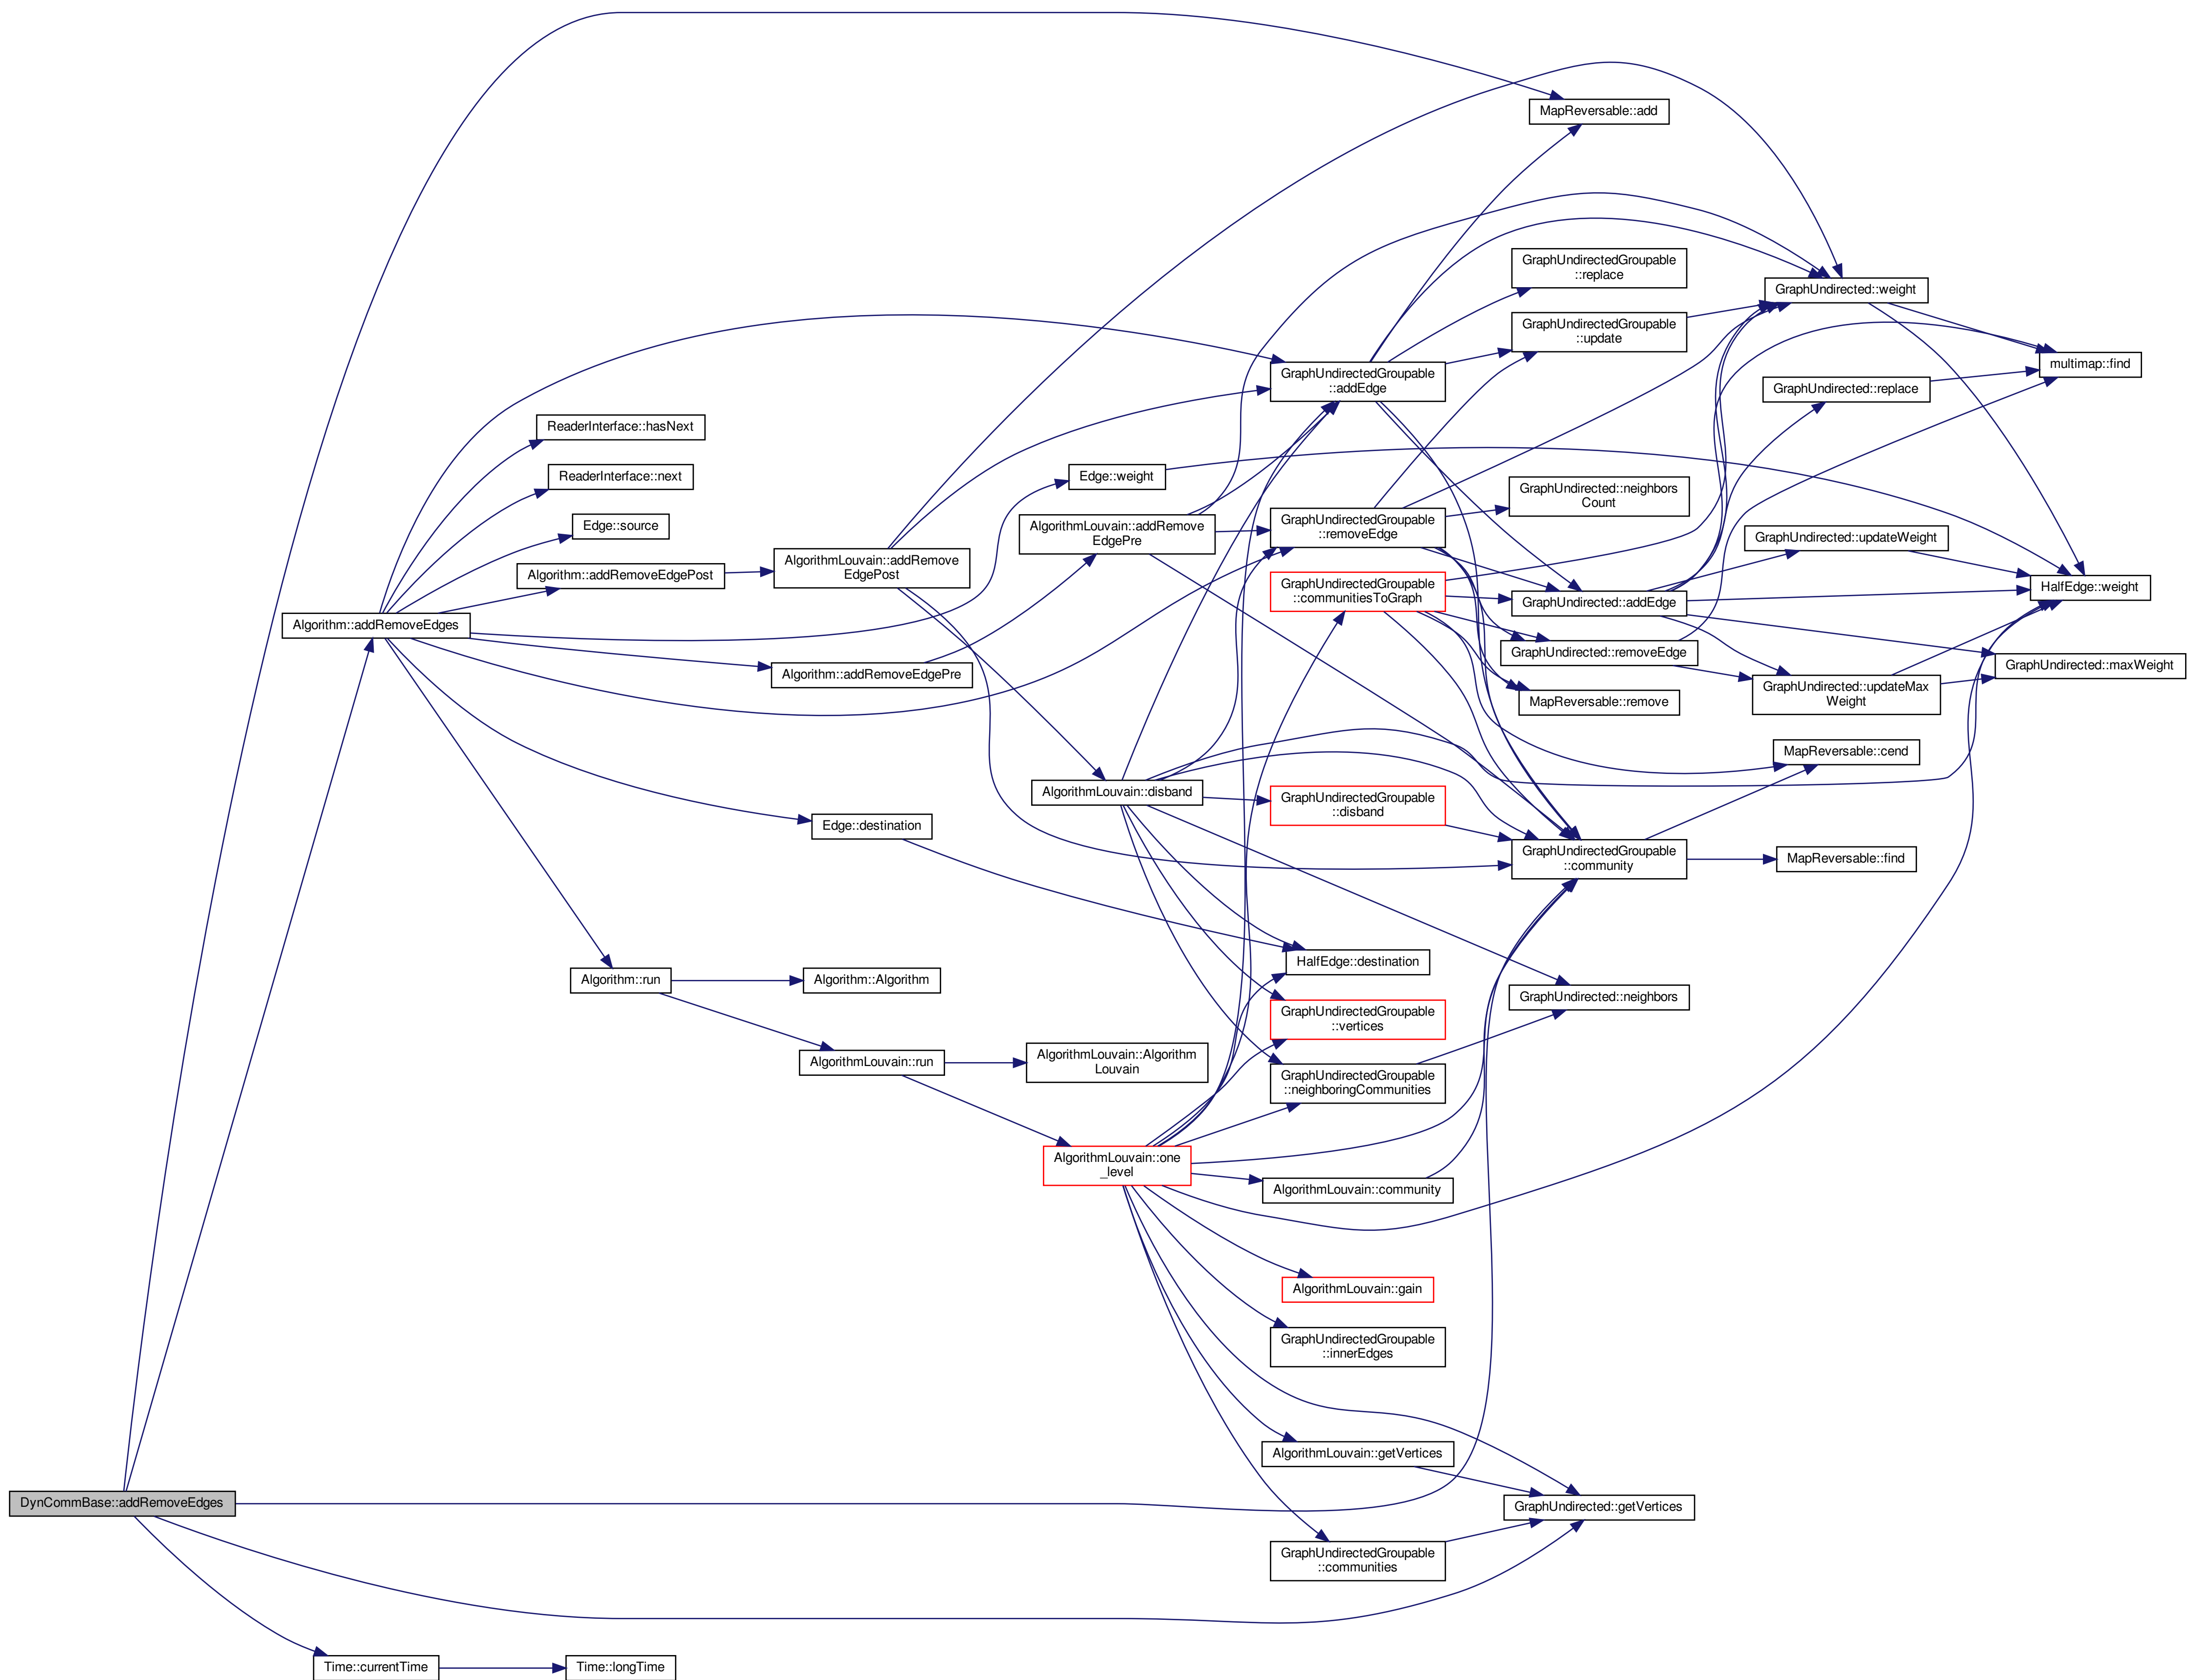 MapReversable::add
GraphUndirectedGroupable
::replace
GraphUndirected::weight
GraphUndirectedGroupable
::update
multimap::find
GraphUndirectedGroupable
::addEdge
GraphUndirected::replace
ReaderInterface::hasNext
ReaderInterface::next
Edge::weight
GraphUndirected::neighbors
Count
Edge::source
AlgorithmLouvain::addRemove
EdgePre
GraphUndirectedGroupable
::removeEdge
GraphUndirected::updateWeight
AlgorithmLouvain::addRemove
EdgePost
Algorithm::addRemoveEdgePost
GraphUndirectedGroupable
::communitiesToGraph
HalfEdge::weight
GraphUndirected::addEdge
Algorithm::addRemoveEdges
GraphUndirected::removeEdge
GraphUndirected::maxWeight
Algorithm::addRemoveEdgePre
GraphUndirected::updateMax
Weight
MapReversable::remove
MapReversable::cend
AlgorithmLouvain::disband
GraphUndirectedGroupable
::disband
Edge::destination
GraphUndirectedGroupable
::community
MapReversable::find
HalfEdge::destination
Algorithm::run
Algorithm::Algorithm
GraphUndirected::neighbors
GraphUndirectedGroupable
::vertices
AlgorithmLouvain::run
AlgorithmLouvain::Algorithm
Louvain
GraphUndirectedGroupable
::neighboringCommunities
AlgorithmLouvain::one
_level
AlgorithmLouvain::community
AlgorithmLouvain::gain
GraphUndirectedGroupable
::innerEdges
AlgorithmLouvain::getVertices
DynCommBase::addRemoveEdges
GraphUndirected::getVertices
GraphUndirectedGroupable
::communities
Time::currentTime
Time::longTime